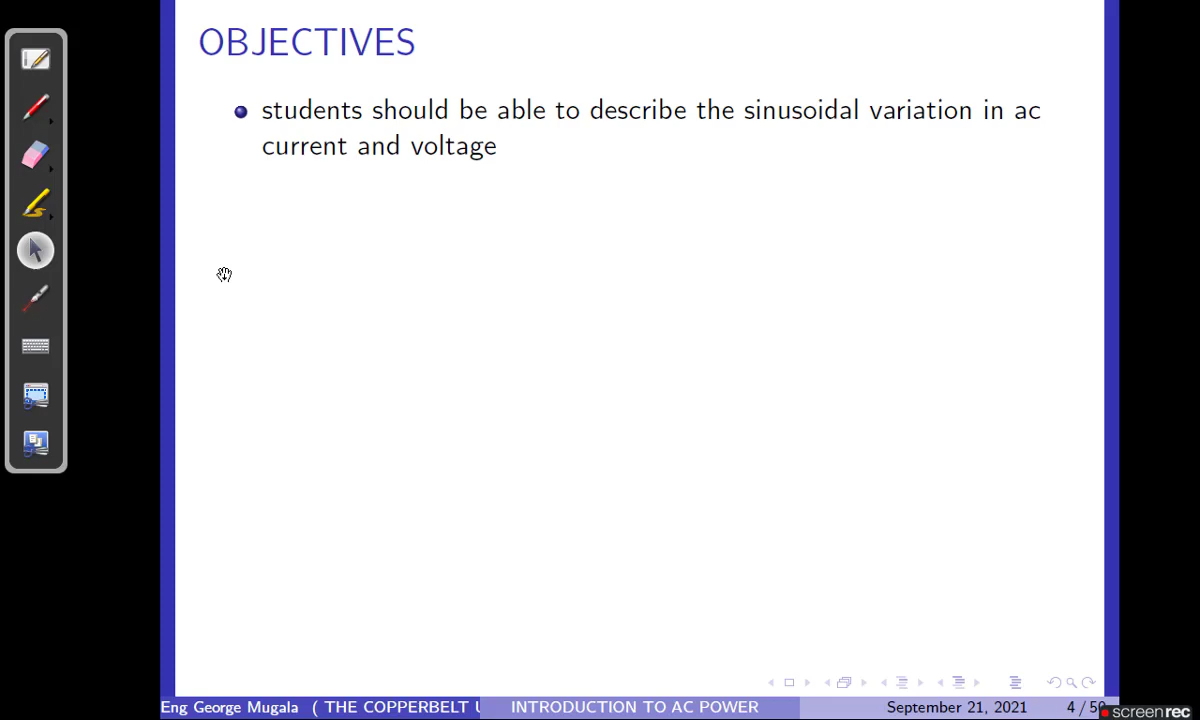 OBJECTIVES
students should be able to describe the sinusoidal variation in ac
current and voltage
Eng George Mugala ( THE COPPERBELT U
INTRODUCTION TO AC POWER
September 21, 2021
4 / 50
screenrec